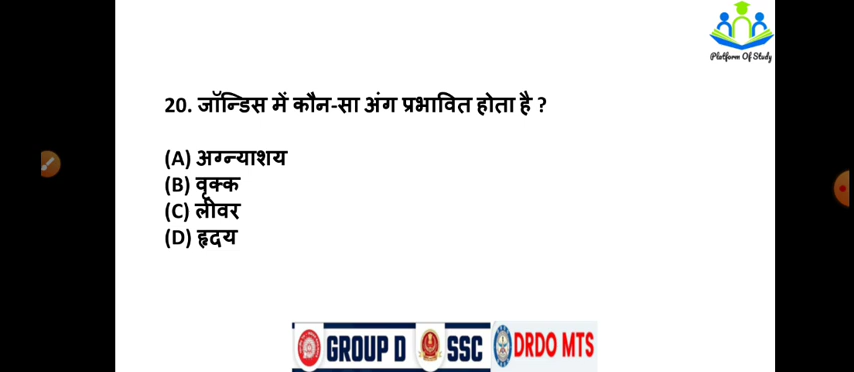 Platform Of Study
20. जॉन्डिस में कौन-सा अंग प्रभावित होता है ?
(A) अग्न्याशय
(B) वृक्क
(C) लीवर
(D) हृदय
GROUP D SSC DRDO MTS